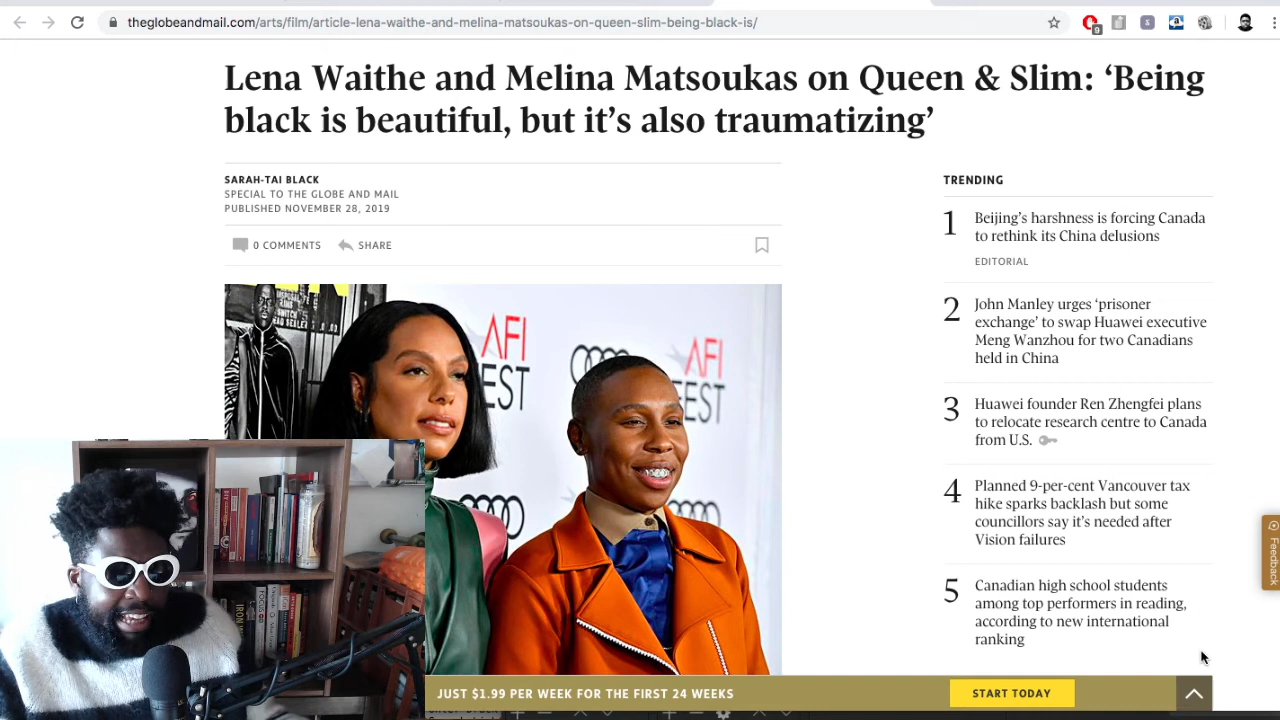 theglobeandmail.com/arts/film/article-lena-waithe-and-melina-matsoukas-on-queen-slim-being-black-is/
9
Lena Waithe and Melina Matsoukas on Queen & Slim: ‘Being
black is beautiful, but it’s also traumatizing’
SARAH-TAI BLACK
SPECIAL TO THE GLOBE AND MAIL
PUBLISHED NOVEMBER 28, 2019
0 COMMENTS
SHARE
AFI
FEST
AFI
FEST
TRENDING
1
Beijing’s harshness is forcing Canada
to rethink its China delusions
EDITORIAL
2
John Manley urges ‘prisoner
exchange’ to swap Huawei executive
Meng Wanzhou for two Canadians
held in China
3
Huawei founder Ren Zhengfei plans
to relocate research centre to Canada
from U.S.
4
Planned 9-per-cent Vancouver tax
hike sparks backlash but some
councillors say it’s needed after
Vision failures
5
Canadian high school students
among top performers in reading,
according to new international
ranking
Feedback
JUST $1.99 PER WEEK FOR THE FIRST 24 WEEKS
START TODAY